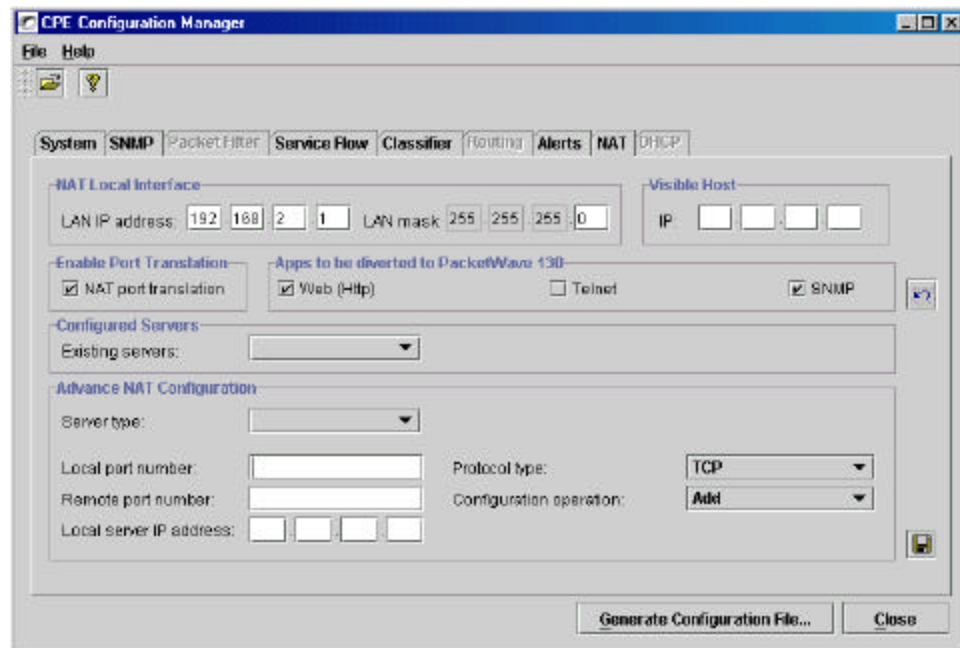 CPE Configuration Manager
File Help
System SNMP Packet Filter Service Flow Classifier Routing Alerts NAT DHCP
NAT Local Interface Visible Host
LAN IP address: 192 . 168 . 2 . 1 LAN mask 255 . 255 . 255 . 0 IP: . . .
Enable Port Translation Apps to be diverted to PacketWave 130
NAT port translation Web (Http) Telnet SNMP
Configured Servers
Existing servers:
Advance NAT Configuration
Server type:
Local port number: Protocol type: TCP
Remote port number: Configuration operation: Add
Local server IP address: . . .
Generate Configuration File... Close